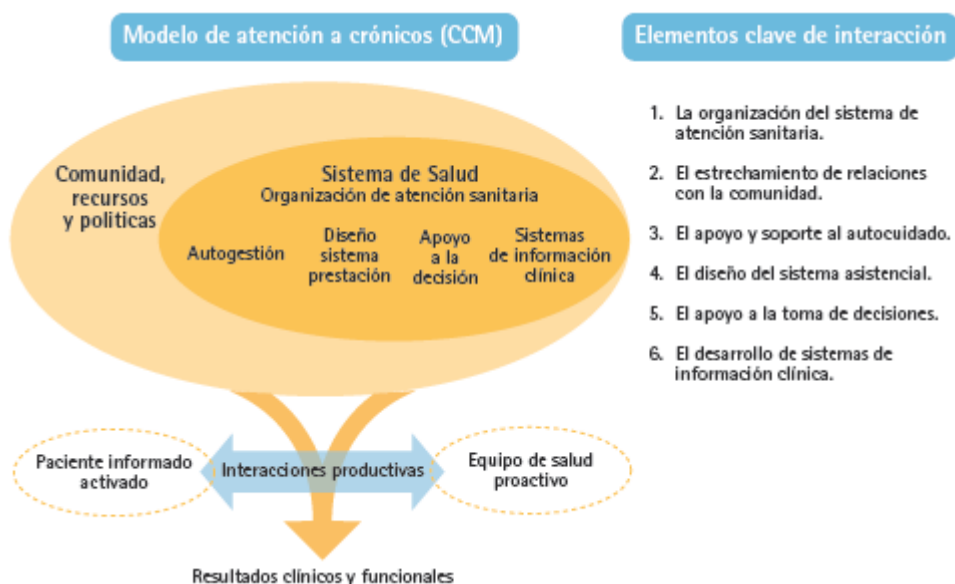 Modelo de atención a crónicos (CCM)
Comunidad,
recursos
y politicas
Sistema de Salud
Organización de atención sanitaria
Autogestión
Diseño
sistema
prestación
Apoyo
a la
decisión
Sistemas
de información
clínica
Paciente informado
activado
Interacciones productivas
Equipo de salud
proactivo
Resultados clínicos y funcionales
Elementos clave de interacción
1. La organización del sistema de
atención sanitaria.
2. El estrechamiento de relaciones
con la comunidad.
3. El apoyo y soporte al autocuidado.
4. El diseño del sistema asistencial.
5. El apoyo a la toma de decisiones.
6. El desarrollo de sistemas de
información clínica.